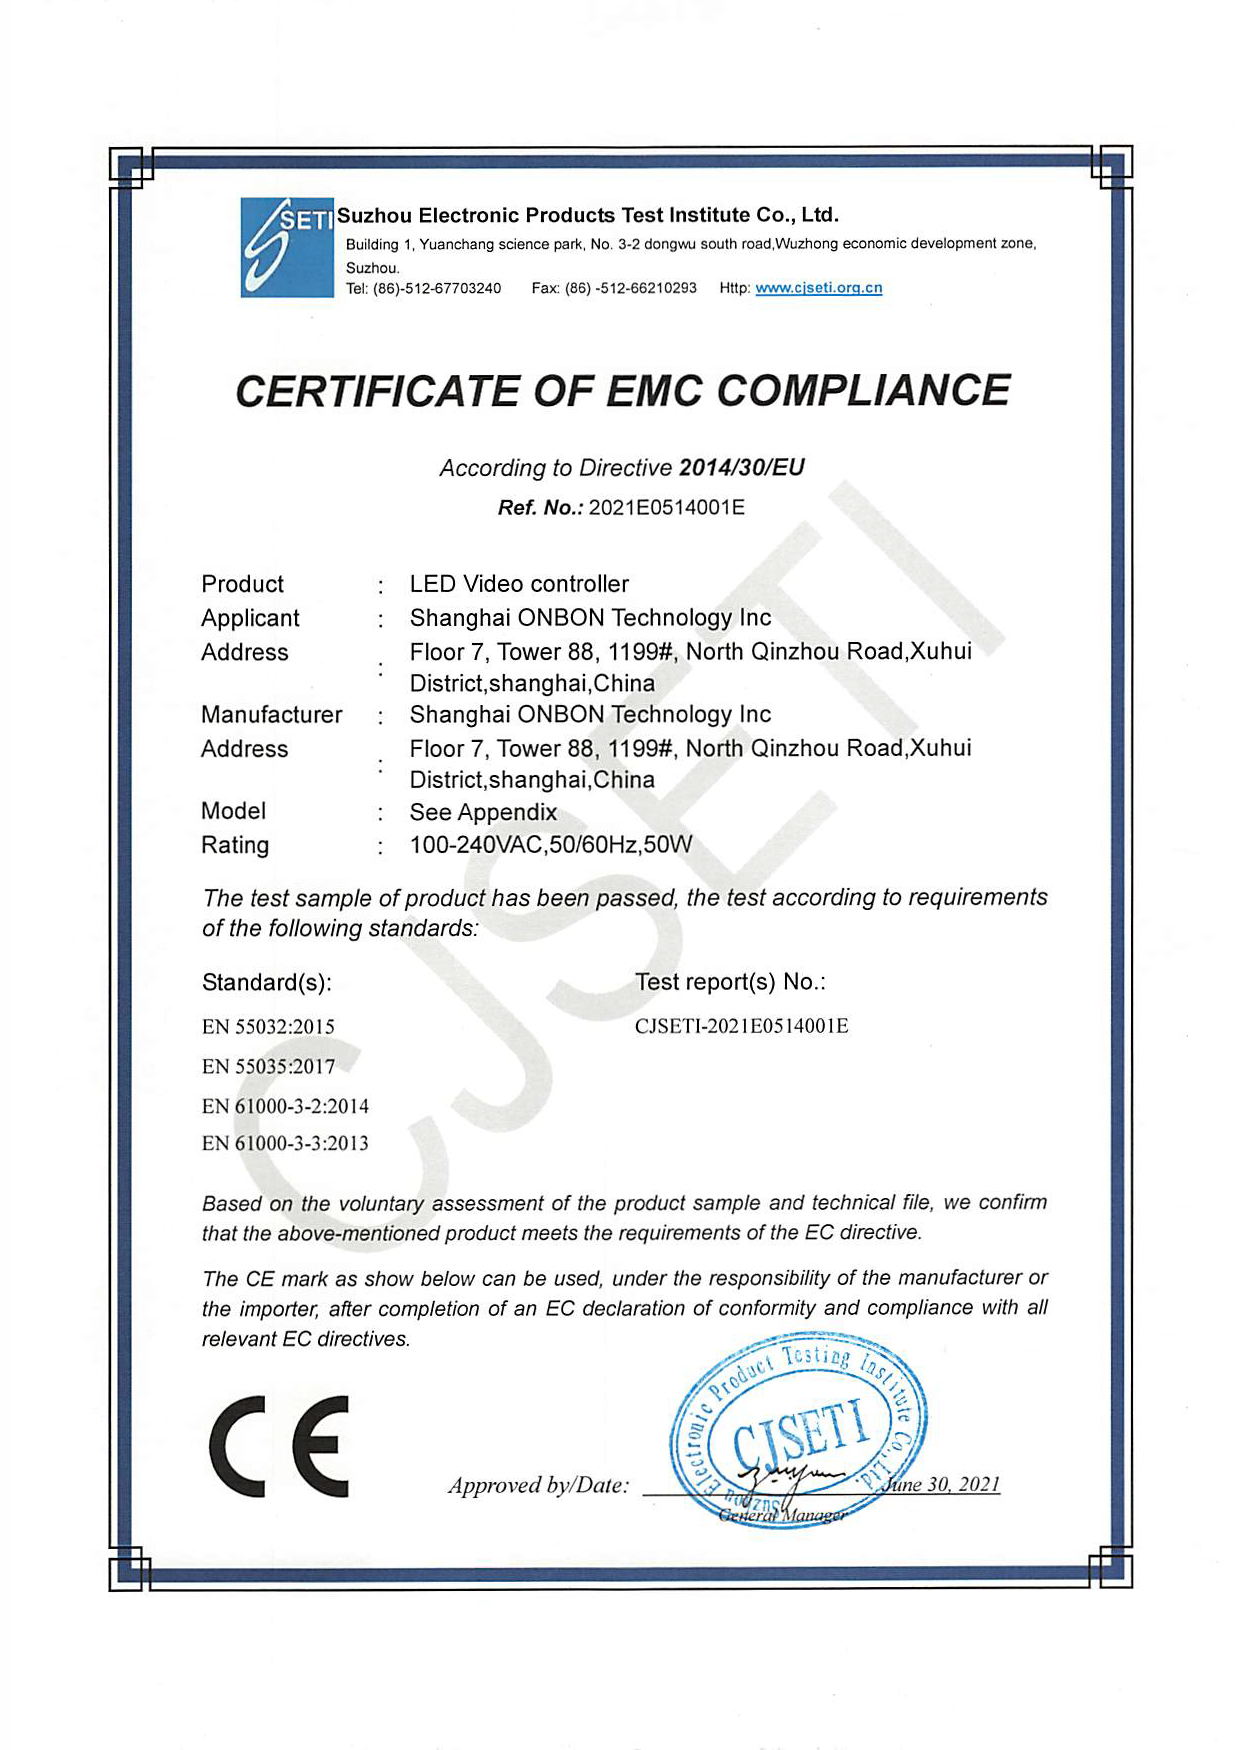 SETI Suzhou Electronic Products Test Institute Co., Ltd.
Building 1, Yuanchang science park, No. 3-2 dongwu south road,Wuzhong economic development zone,
Suzhou.
Tel: (86)-512-67703240 Fax: (86) -512-66210293 Http: www.cjseti.org.cn
CERTIFICATE OF EMC COMPLIANCE
According to Directive 2014/30/EU
Ref. No.: 2021E0514001E
Product : LED Video controller
Applicant : Shanghai ONBON Technology Inc
Address : Floor 7, Tower 88, 1199#, North Qinzhou Road,Xuhui
District,shanghai,China
Manufacturer : Shanghai ONBON Technology Inc
Address : Floor 7, Tower 88, 1199#, North Qinzhou Road,Xuhui
District,shanghai,China
Model : See Appendix
Rating : 100-240VAC,50/60Hz,50W
The test sample of product has been passed, the test according to requirements
of the following standards:
Standard(s): Test report(s) No.:
EN 55032:2015 CJSETI-2021E0514001E
EN 55035:2017
EN 61000-3-2:2014
EN 61000-3-3:2013
CJSETI
Based on the voluntary assessment of the product sample and technical file, we confirm
that the above-mentioned product meets the requirements of the EC directive.
The CE mark as show below can be used, under the responsibility of the manufacturer or
the importer, after completion of an EC declaration of conformity and compliance with all
relevant EC directives.
CE
Suzhou Electronic Product Testing Institute Co.,Ltd.
CJSETI
Approved by/Date: June 30, 2021
General Manager